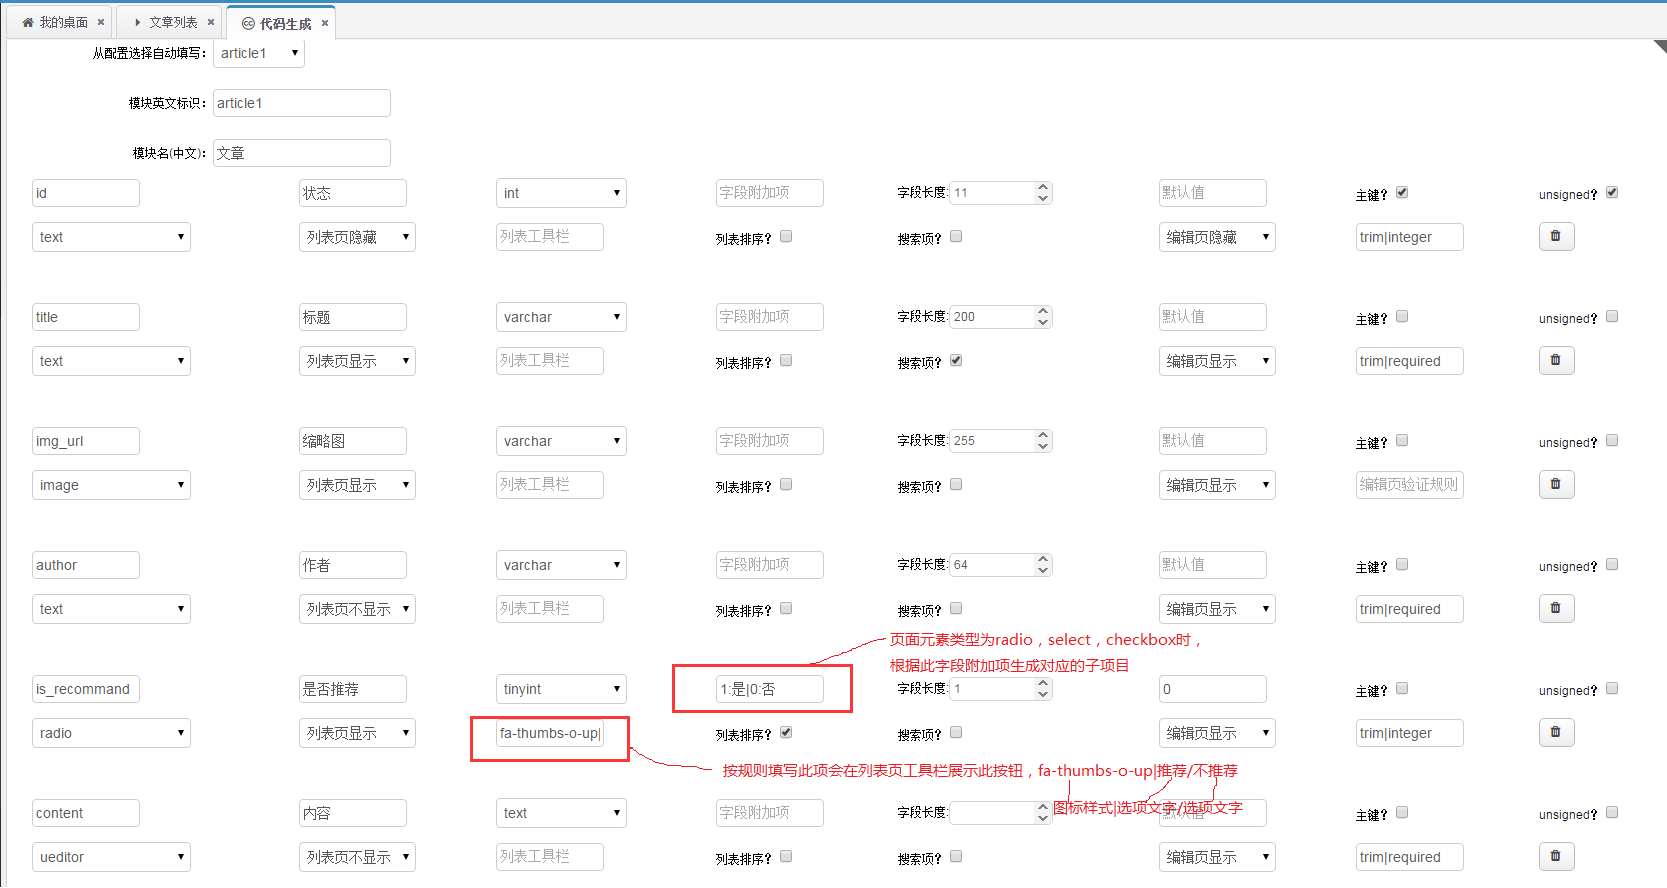 我的桌面 × 文章列表 × 代码生成 ×
从配置选择自动填写: article1
模块英文标识: article1
模块名(中文): 文章
id 状态 int 字段附加项 字段长度: 11 默认值 主键? unsigned?
text 列表页隐藏 列表工具栏 列表排序? 搜索项? 编辑页隐藏 trim|integer
title 标题 varchar 字段附加项 字段长度: 200 默认值 主键? unsigned?
text 列表页显示 列表工具栏 列表排序? 搜索项? 编辑页显示 trim|required
img_url 缩略图 varchar 字段附加项 字段长度: 255 默认值 主键? unsigned?
image 列表页显示 列表工具栏 列表排序? 搜索项? 编辑页显示 编辑页验证规则
author 作者 varchar 字段附加项 字段长度: 64 默认值 主键? unsigned?
text 列表页不显示 列表工具栏 列表排序? 搜索项? 编辑页显示 trim|required
页面元素类型为radio，select，checkbox时，
根据此字段附加项生成对应的子项目
is_recommand 是否推荐 tinyint 1:是|0:否 字段长度: 1 0 主键? unsigned?
radio 列表页显示 fa-thumbs-o-up| 列表排序? 搜索项? 编辑页显示 trim|integer
按规则填写此项会在列表页工具栏展示此按钮，fa-thumbs-o-up|推荐/不推荐
图标样式|选项文字/选项文字
content 内容 text 字段附加项 字段长度: 默认值 主键? unsigned?
ueditor 列表页不显示 列表工具栏 列表排序? 搜索项? 编辑页显示 trim|required